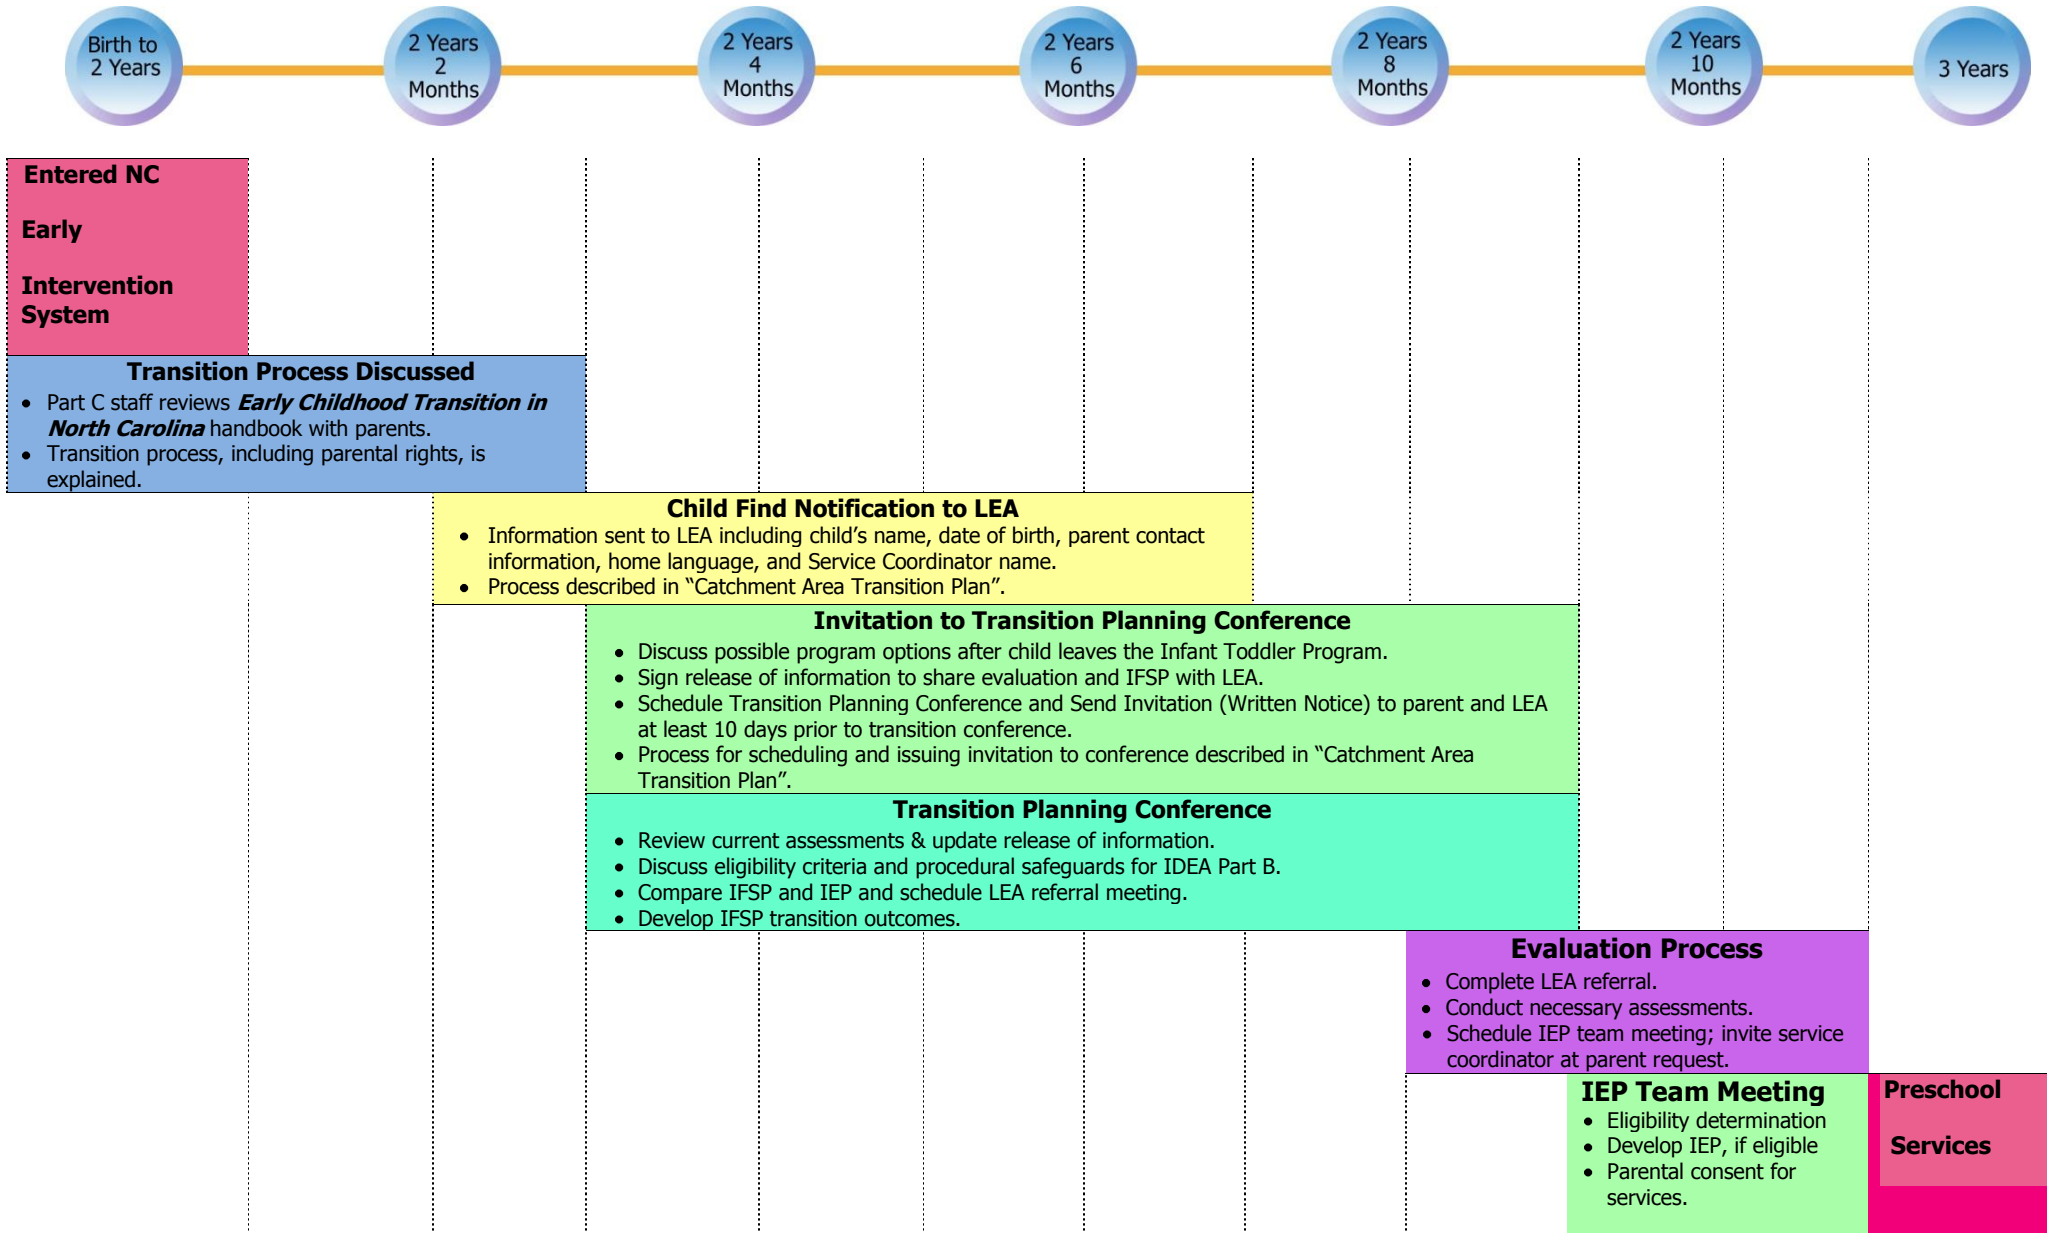 Birth to
2 Years
2 Years
2
Months
2 Years
4
Months
2 Years
6
Months
2 Years
8
Months
2 Years
10
Months
3 Years
Entered NC
Early
Intervention
System
Transition Process Discussed
• Part C staff reviews Early Childhood Transition in
North Carolina handbook with parents.
• Transition process, including parental rights, is
explained.
Child Find Notification to LEA
• Information sent to LEA including child’s name, date of birth, parent contact
information, home language, and Service Coordinator name.
• Process described in “Catchment Area Transition Plan”.
Invitation to Transition Planning Conference
• Discuss possible program options after child leaves the Infant Toddler Program.
• Sign release of information to share evaluation and IFSP with LEA.
• Schedule Transition Planning Conference and Send Invitation (Written Notice) to parent and LEA
at least 10 days prior to transition conference.
• Process for scheduling and issuing invitation to conference described in “Catchment Area
Transition Plan”.
Transition Planning Conference
• Review current assessments & update release of information.
• Discuss eligibility criteria and procedural safeguards for IDEA Part B.
• Compare IFSP and IEP and schedule LEA referral meeting.
• Develop IFSP transition outcomes.
Evaluation Process
• Complete LEA referral.
• Conduct necessary assessments.
• Schedule IEP team meeting; invite service
coordinator at parent request.
IEP Team Meeting
• Eligibility determination
• Develop IEP, if eligible
• Parental consent for
services.
Preschool
Services